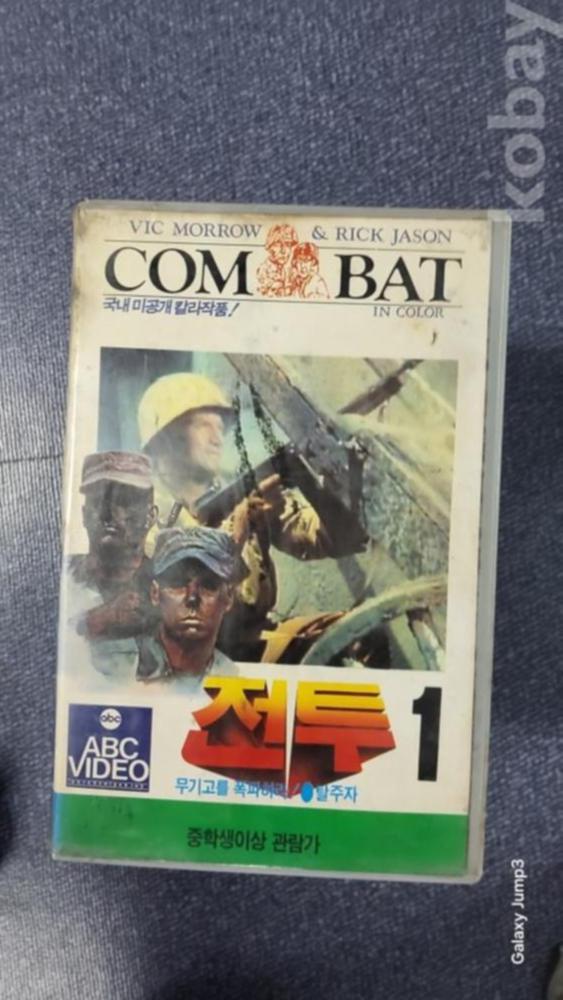 kobay
VIC MORROW & RICK JASON
COMBAT
국내 미공개 칼라작품!
IN COLOR
전투 1
abc
ABC
VIDEO
무기고를 폭파하라! 탈주자
중학생이상 관람가
Galaxy Jump3